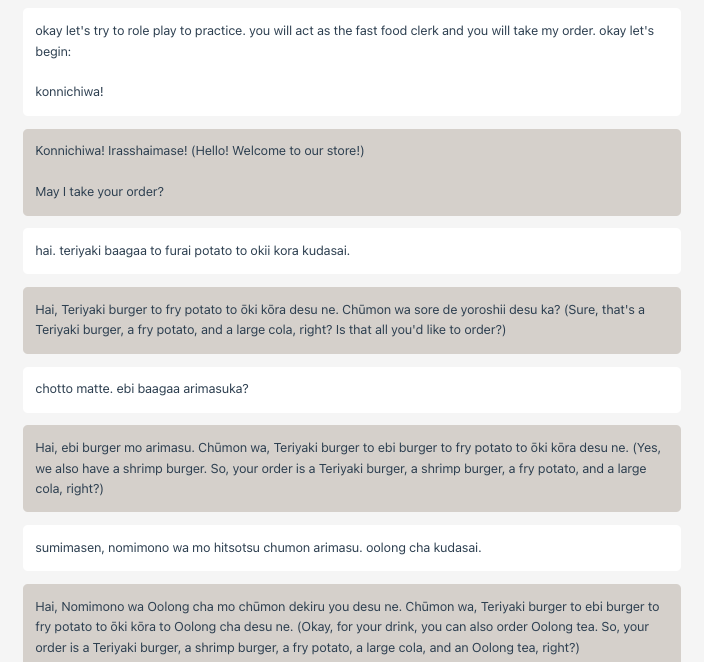 okay let's try to role play to practice. you will act as the fast food clerk and you will take my order. okay let's
begin:
konnichiwa!
Konnichiwa! Irasshaimase! (Hello! Welcome to our store!)
May I take your order?
hai. teriyaki baagaa to furai potato to okii kora kudasai.
Hai, Teriyaki burger to fry potato to ōki kōra desu ne. Chūmon wa sore de yoroshii desu ka? (Sure, that's a
Teriyaki burger, a fry potato, and a large cola, right? Is that all you'd like to order?)
chotto matte. ebi baagaa arimasuka?
Hai, ebi burger mo arimasu. Chūmon wa, Teriyaki burger to ebi burger to fry potato to ōki kōra desu ne. (Yes,
we also have a shrimp burger. So, your order is a Teriyaki burger, a shrimp burger, a fry potato, and a large
cola, right?)
sumimasen, nomimono wa mo hitsotsu chumon arimasu. oolong cha kudasai.
Hai, Nomimono wa Oolong cha mo chūmon dekiru you desu ne. Chūmon wa, Teriyaki burger to ebi burger to
fry potato to ōki kōra to Oolong cha desu ne. (Okay, for your drink, you can also order Oolong tea. So, your
order is a Teriyaki burger, a shrimp burger, a fry potato, a large cola, and an Oolong tea, right?)